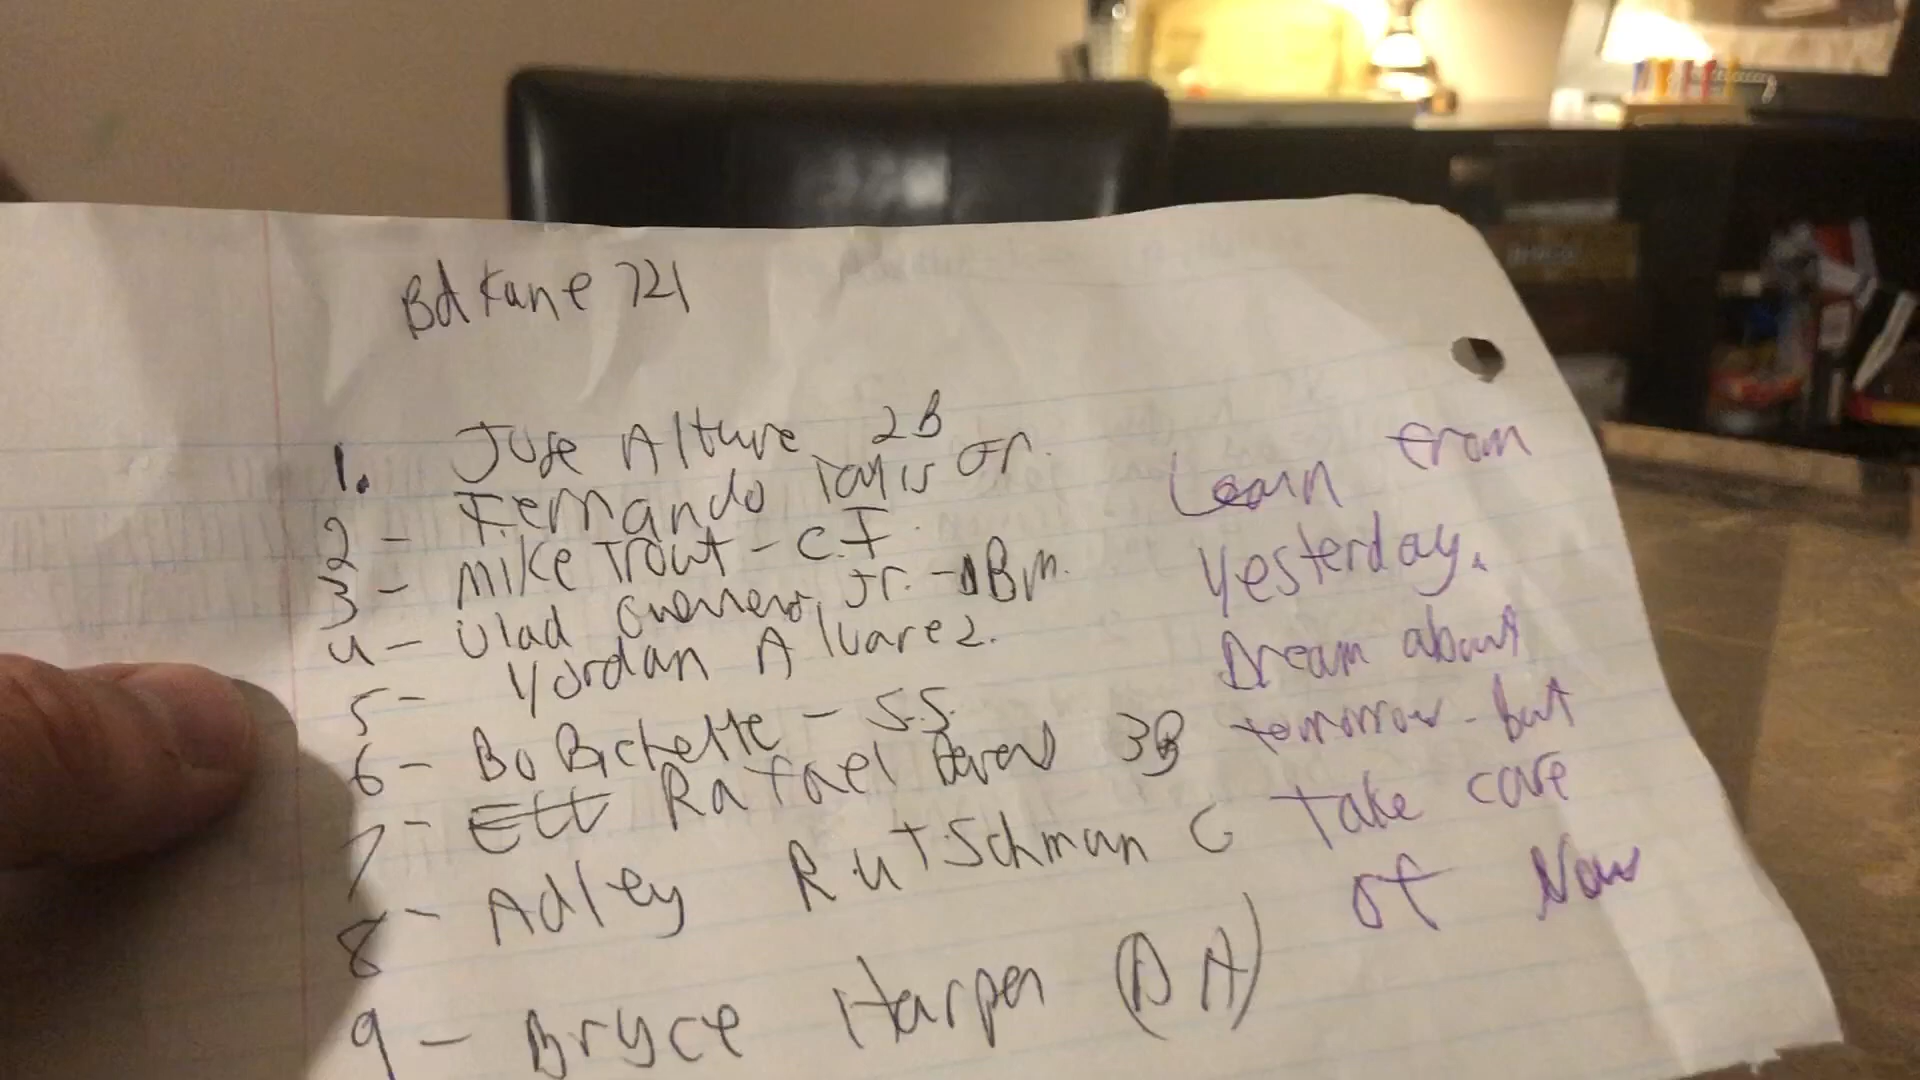 Bdkane 721
1. Jose Altuve 2B
2 - Fernando Tatis Jr.
3 - Mike Trout - C.F.
4 - Vlad Guerrero, Jr. - 1B
5 - Yordan Alvarez.
6 - Bo Bichette - S.S.
7 - Rafael Devers 3B
8 - Adley Rutschman C
9 - Bryce Harper (DH)
Learn from
yesterday.
Dream about
tomorrow - but
take care
of Now